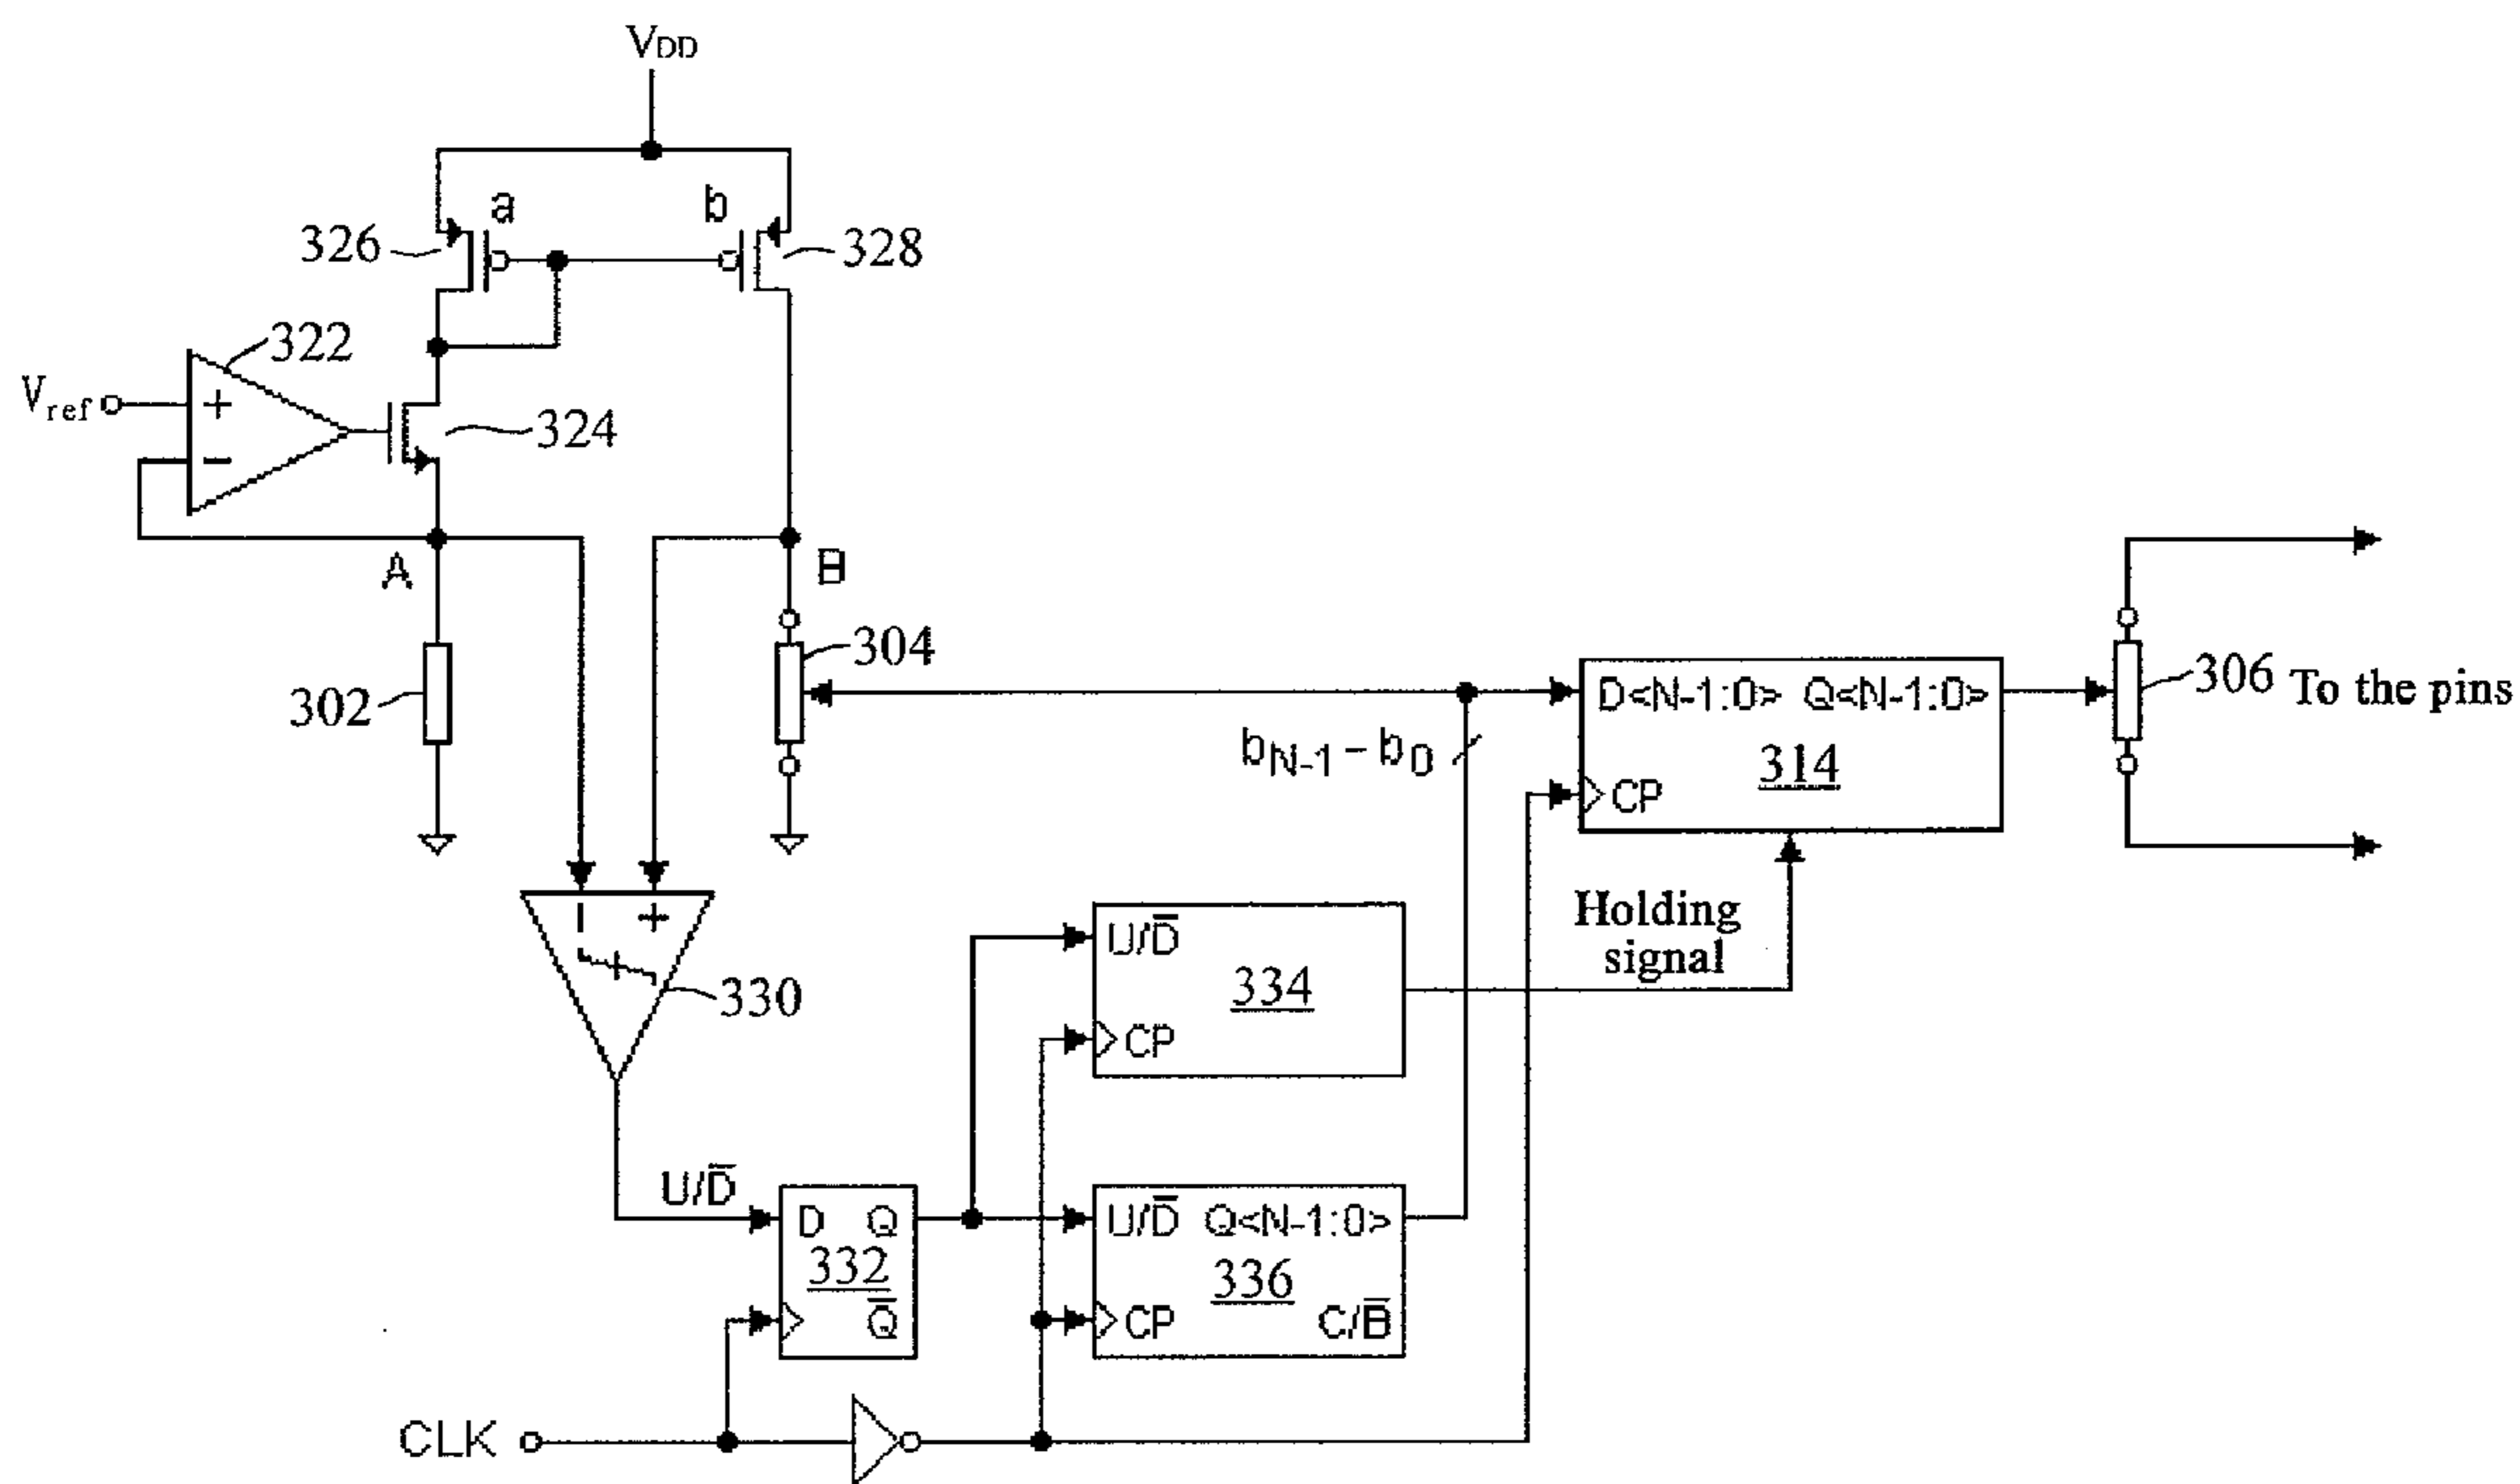 VDD
a
b
326
328
322
Vref
+
−
324
A
B
302
304
306
To the pins
D<N-1:0> Q<N-1:0>
314
CP
bN-1 − b0
Holding
signal
− +
330
U/D̅
334
CP
U/D̅
D Q
332
Q̅
U/D̅ Q<N-1:0>
336
CP C/B̅
CLK